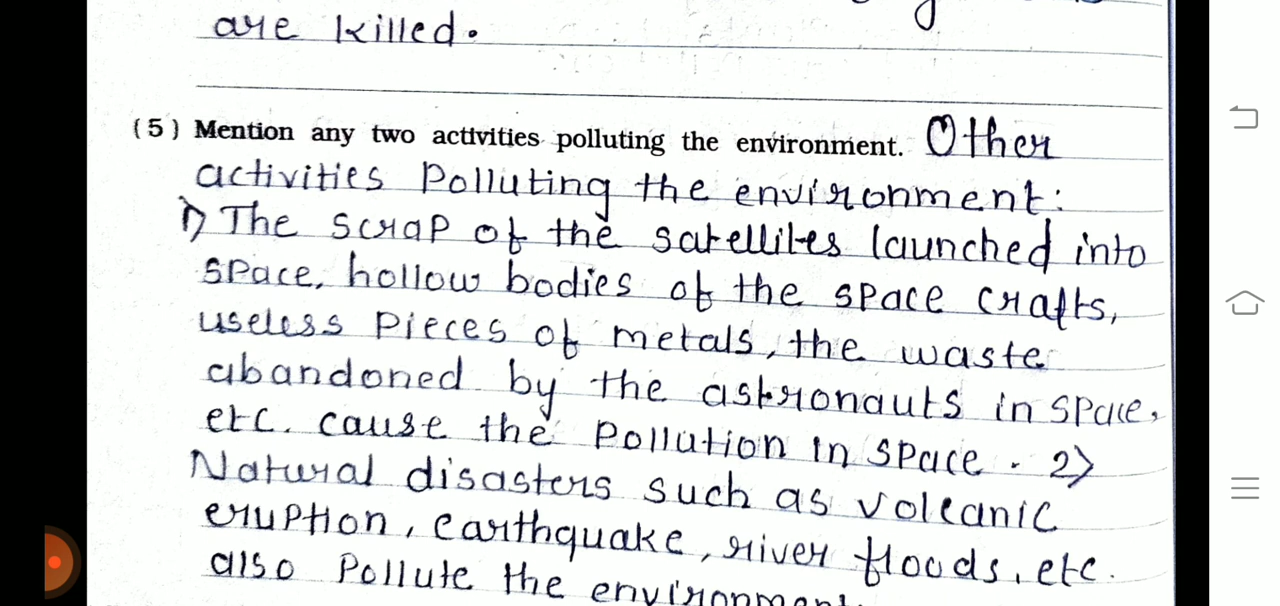 are killed.
(5) Mention any two activities polluting the environment. Other
activities Polluting the environment:
1) The scrap of the satellites launched into
space, hollow bodies of the space crafts,
useless pieces of metals, the waste
abandoned by the astronauts in space,
etc. cause the Pollution in space. 2)
Natural disasters such as volcanic
eruption, earthquake, river floods, etc.
also Pollute the environment.